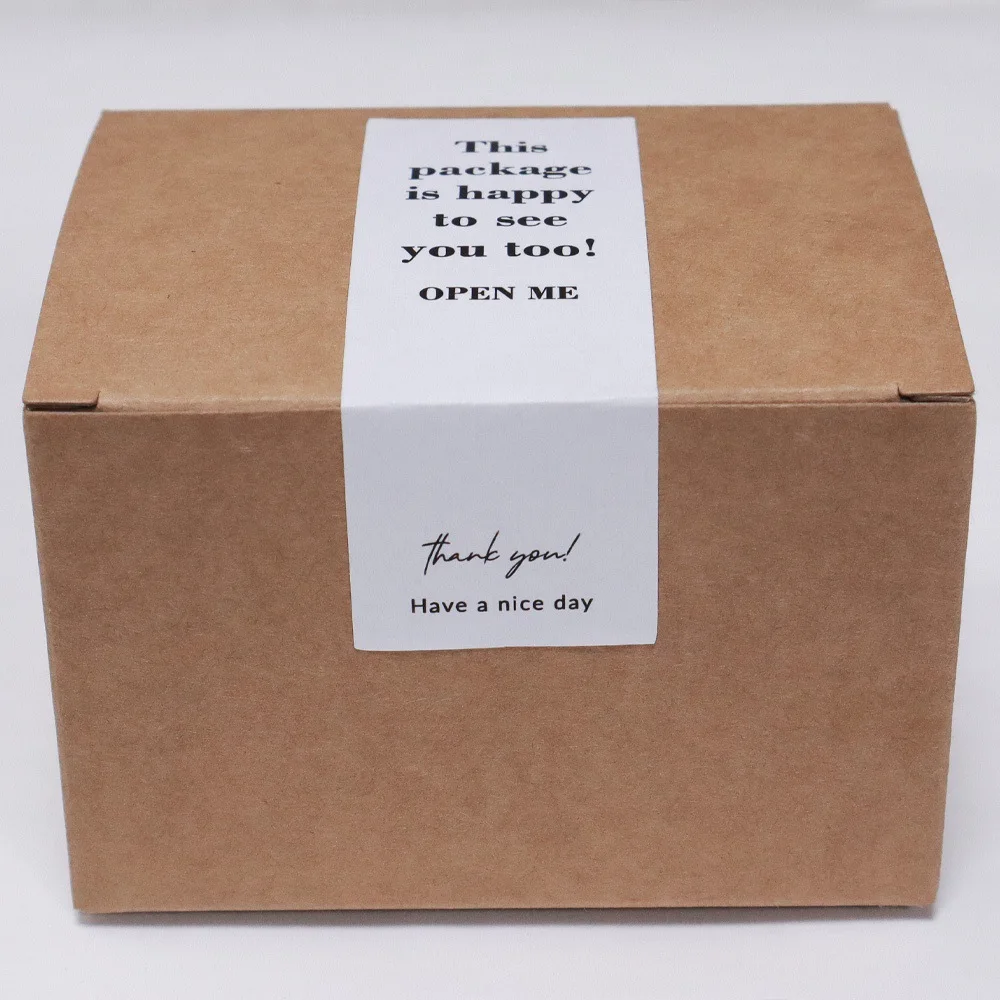 This
package
is happy
to see
you too!
OPEN ME
thank you!
Have a nice day